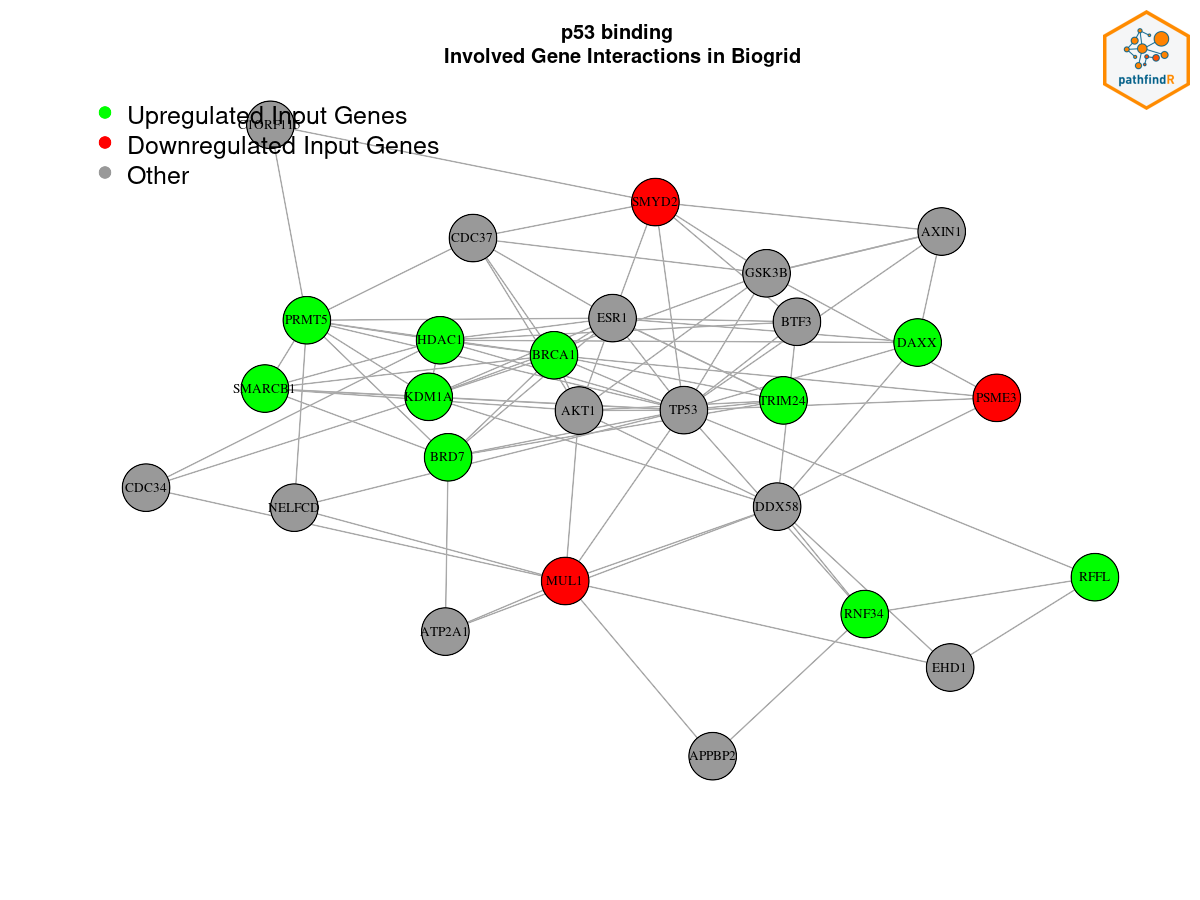 p53 binding
Involved Gene Interactions in Biogrid
pathfindR
Upregulated Input Genes
Downregulated Input Genes
Other
SMYD2
CDC37
AXIN1
GSK3B
PRMT5
ESR1
BTF3
HDAC1
BRCA1
DAXX
SMARCB1
KDM1A
AKT1
TP53
TRIM24
PSME3
BRD7
CDC34
NELFCD
DDX58
MUL1
RFFL
RNF34
ATP2A1
EHD1
APPBP2